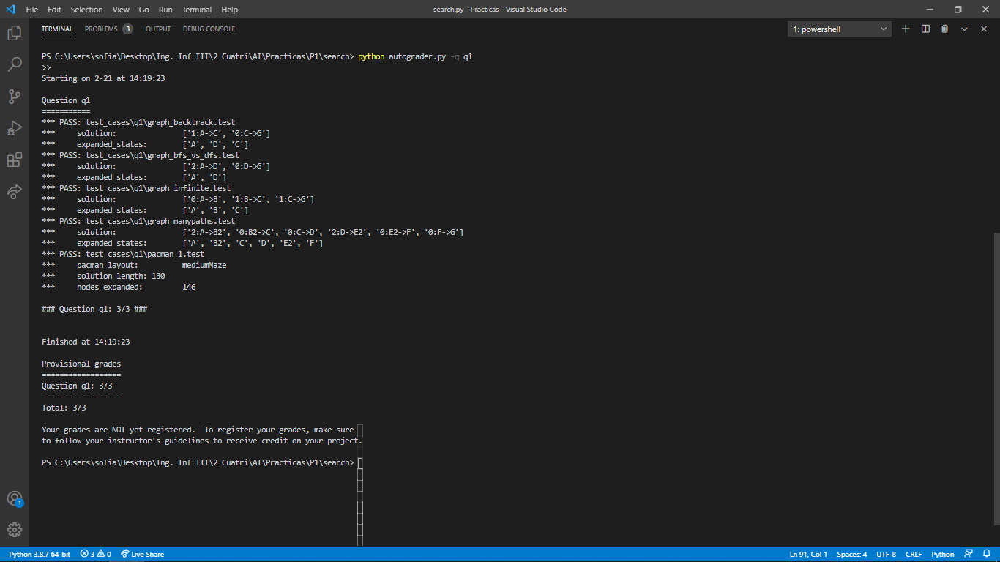 File Edit Selection View Go Run Terminal Help search.py - Practicas - Visual Studio Code
TERMINAL PROBLEMS 3 OUTPUT DEBUG CONSOLE 1: powershell
PS C:\Users\sofia\Desktop\Ing. Inf III\2 Cuatri\AI\Practicas\P1\search> python autograder.py -q q1
>>
Starting on 2-21 at 14:19:23
Question q1
===========
*** PASS: test_cases\q1\graph_backtrack.test
***     solution:               ['1:A->C', '0:C->G']
***     expanded_states:        ['A', 'D', 'C']
*** PASS: test_cases\q1\graph_bfs_vs_dfs.test
***     solution:               ['2:A->D', '0:D->G']
***     expanded_states:        ['A', 'D']
*** PASS: test_cases\q1\graph_infinite.test
***     solution:               ['0:A->B', '1:B->C', '1:C->G']
***     expanded_states:        ['A', 'B', 'C']
*** PASS: test_cases\q1\graph_manypaths.test
***     solution:               ['2:A->B2', '0:B2->C', '0:C->D', '2:D->E2', '0:E2->F', '0:F->G']
***     expanded_states:        ['A', 'B2', 'C', 'D', 'E2', 'F']
*** PASS: test_cases\q1\pacman_1.test
***     pacman layout:          mediumMaze
***     solution length: 130
***     nodes expanded:         146
### Question q1: 3/3 ###
Finished at 14:19:23
Provisional grades
==================
Question q1: 3/3
------------------
Total: 3/3
Your grades are NOT yet registered.  To register your grades, make sure
to follow your instructor's guidelines to receive credit on your project.
PS C:\Users\sofia\Desktop\Ing. Inf III\2 Cuatri\AI\Practicas\P1\search>
1
Python 3.8.7 64-bit 3 0 Live Share Ln 91, Col 1 Spaces: 4 UTF-8 CRLF Python